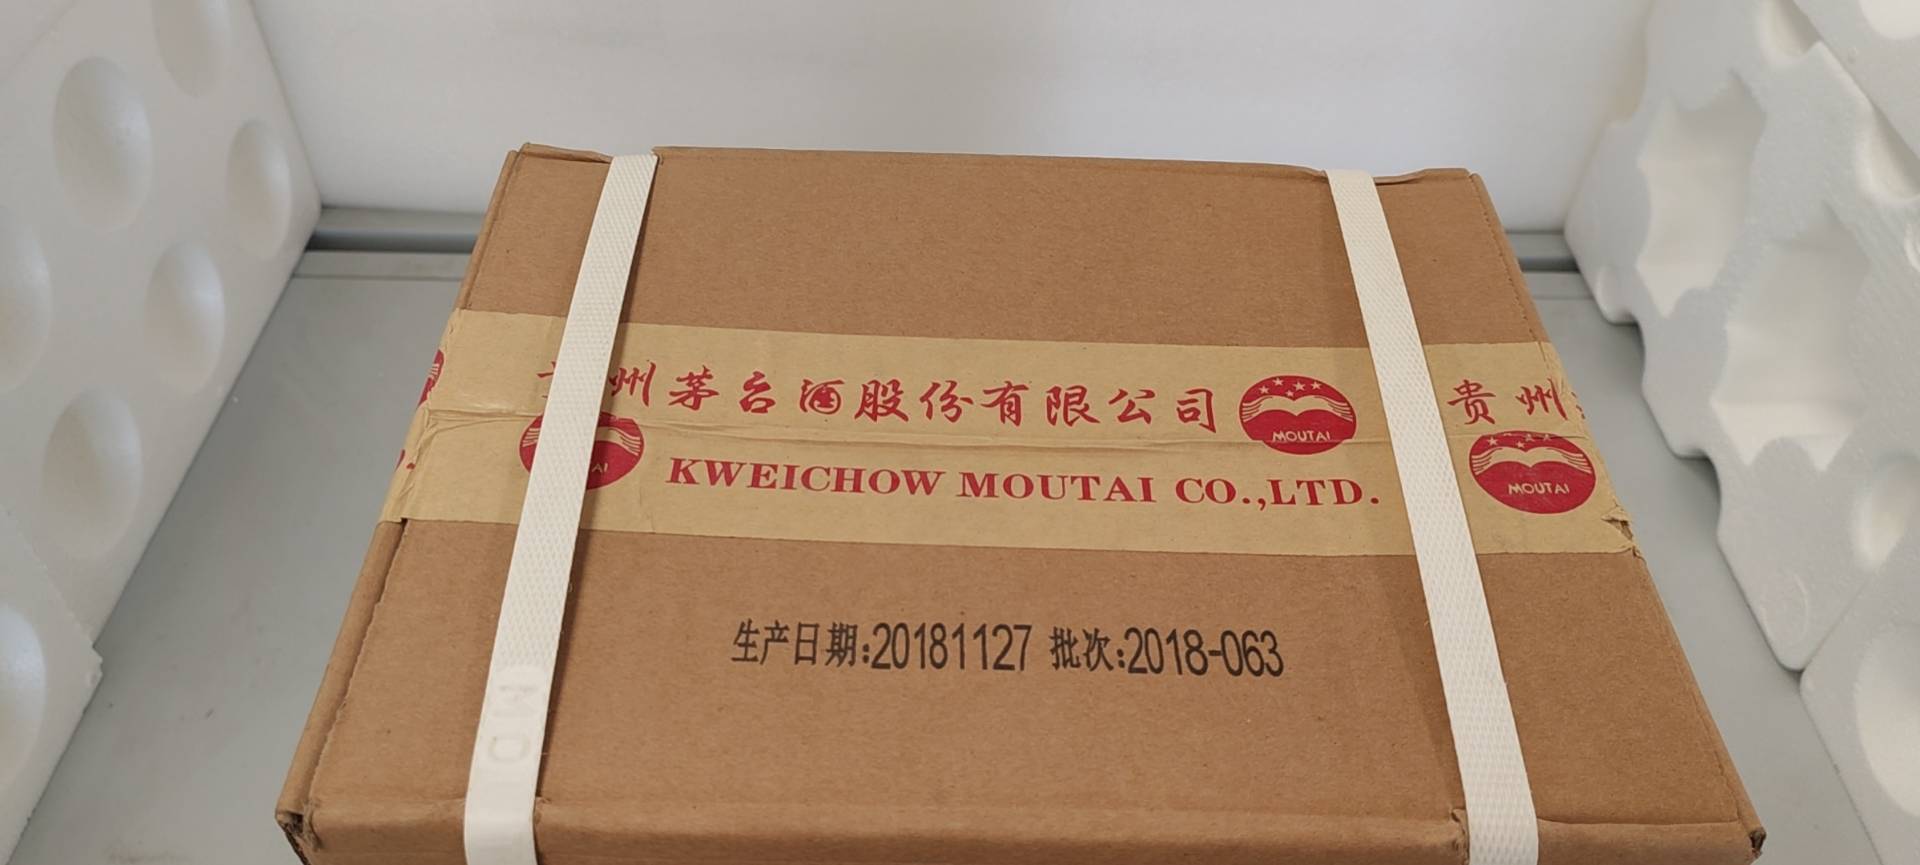 州茅台酒股份有限公司 MOUTAI 贵州
AI KWEICHOW MOUTAI CO.,LTD. MOUTAI
生产日期:20181127 批次:2018-063